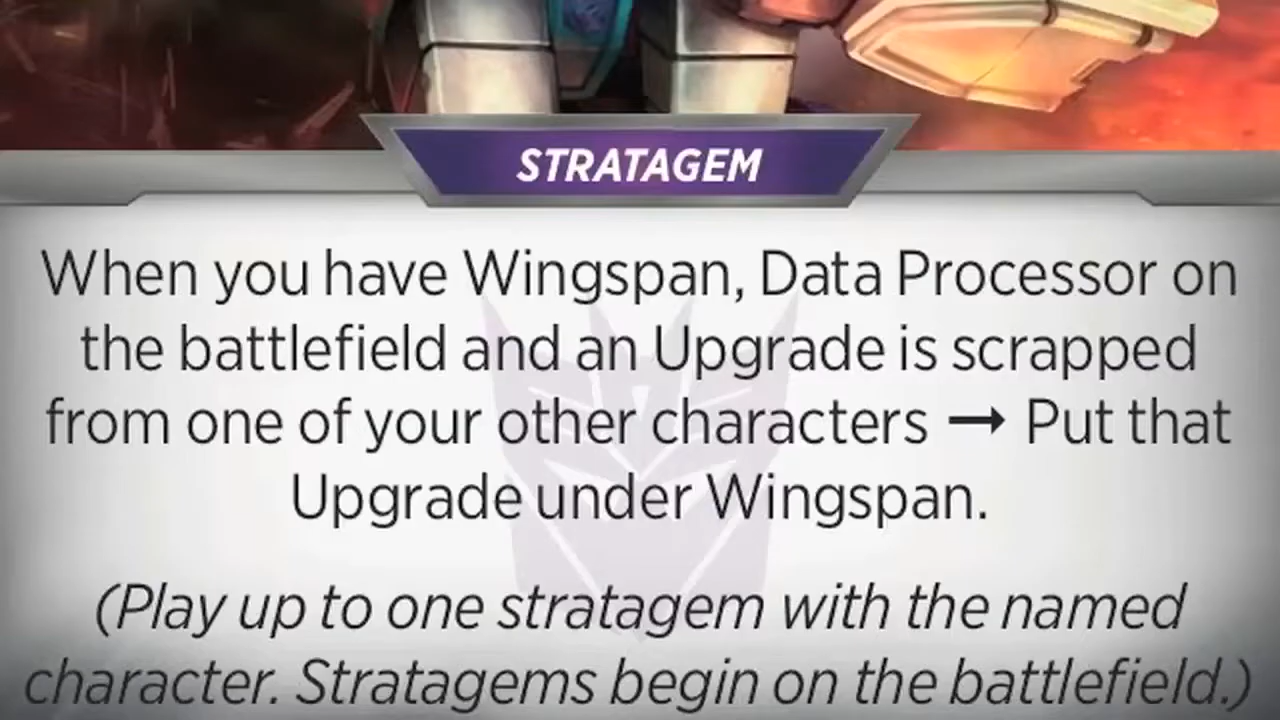 STRATAGEM
When you have Wingspan, Data Processor on
the battlefield and an Upgrade is scrapped
from one of your other characters → Put that
Upgrade under Wingspan.
(Play up to one stratagem with the named
character. Stratagems begin on the battlefield.)